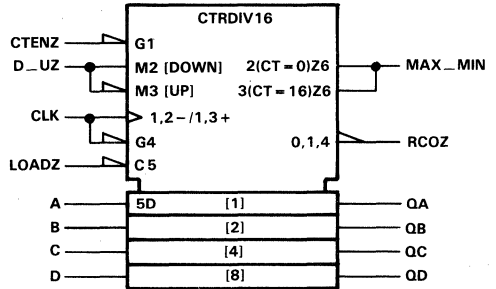 CTRDIV16
CTENZ G1
D_UZ M2 [DOWN] 2(CT=0)Z6 MAX_MIN
M3 [UP] 3(CT=16)Z6
CLK 1,2-/1,3+
G4 0,1,4 RCOZ
LOADZ C5
A 5D [1] QA
B [2] QB
C [4] QC
D [8] QD